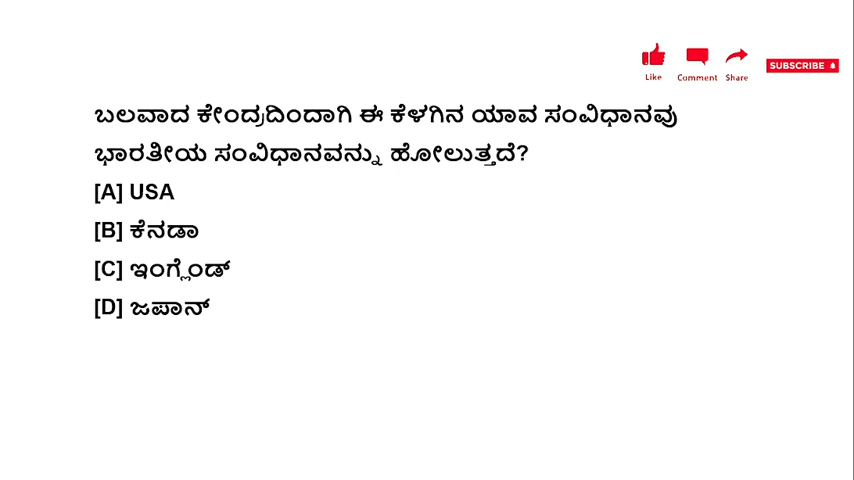 Like Comment Share SUBSCRIBE
ಬಲವಾದ ಕೇಂದ್ರದಿಂದಾಗಿ ಈ ಕೆಳಗಿನ ಯಾವ ಸಂವಿಧಾನವು
ಭಾರತೀಯ ಸಂವಿಧಾನವನ್ನು ಹೋಲುತ್ತದೆ?
[A] USA
[B] ಕೆನಡಾ
[C] ಇಂಗ್ಲೆಂಡ್
[D] ಜಪಾನ್